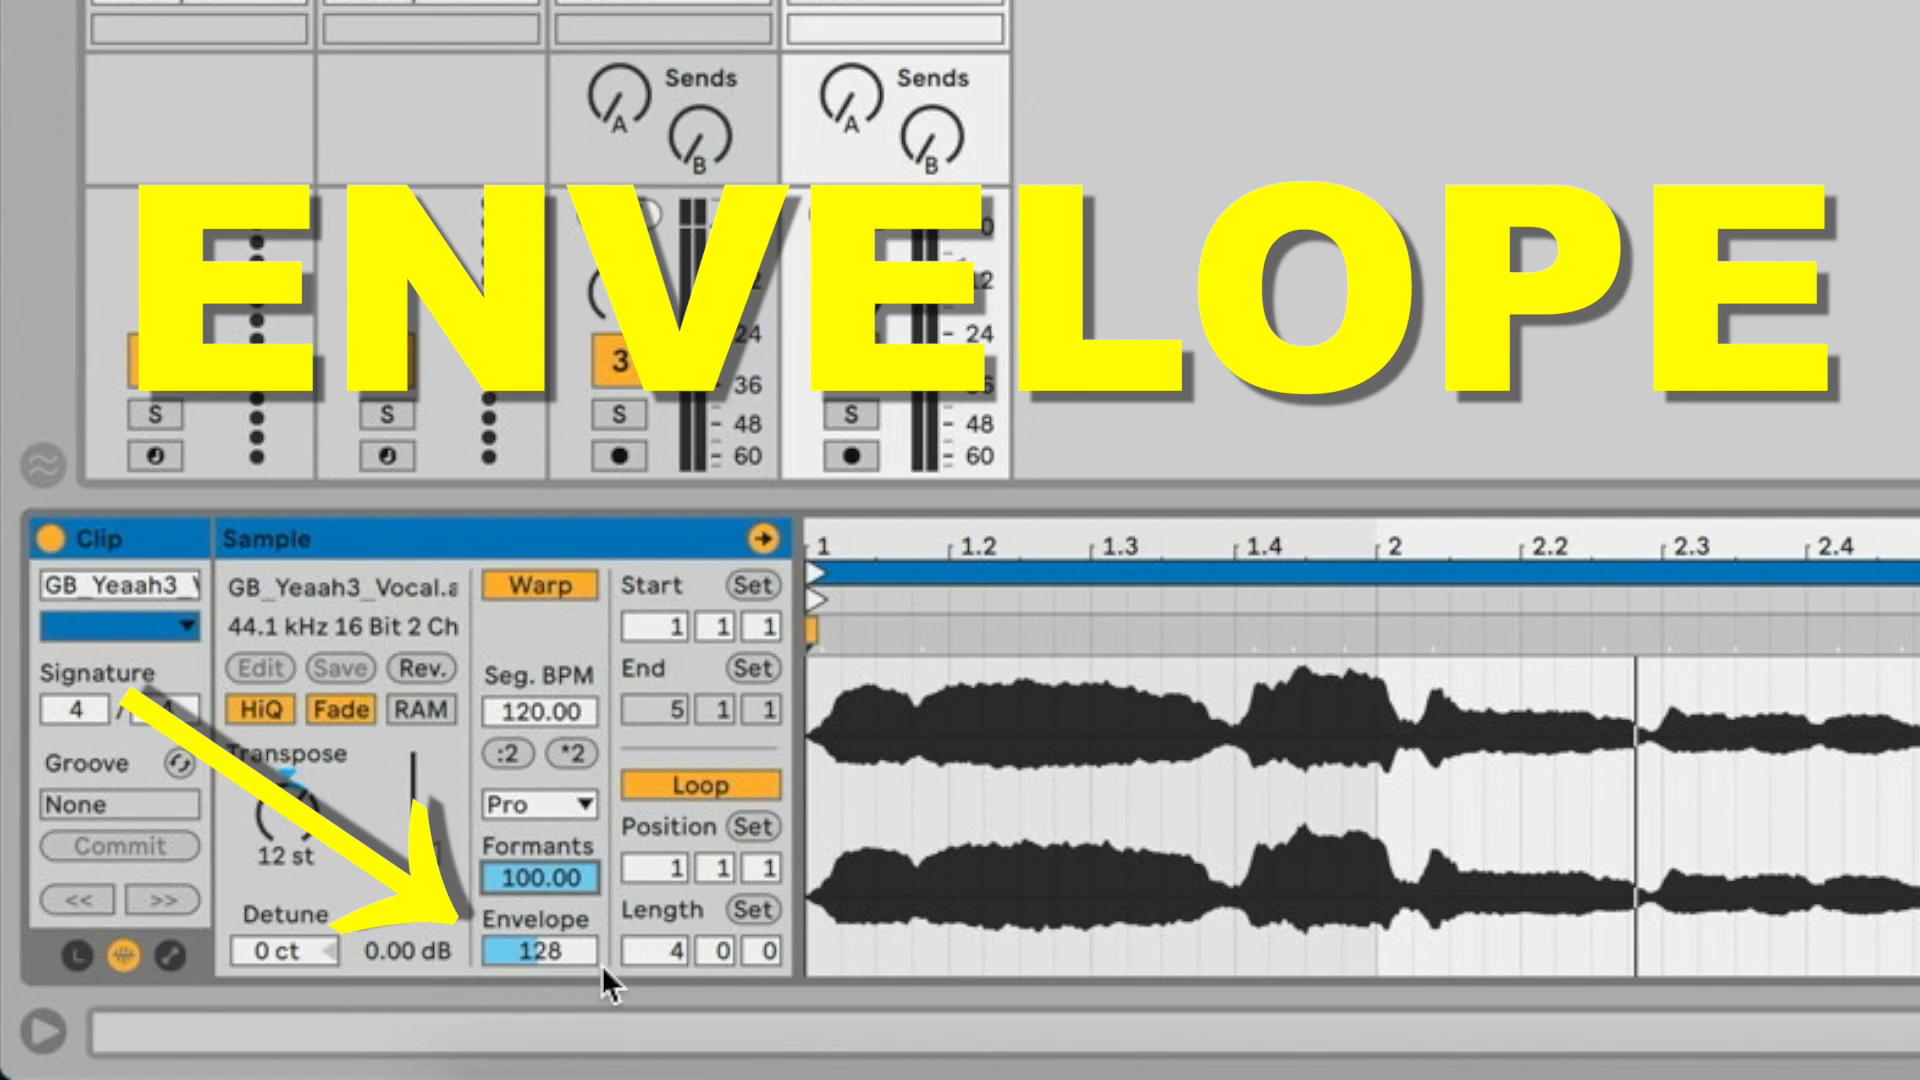 Sends
A
B
Sends
A
B
ENVELOPE
0
12
3
24
24
36
S
S
S
48
S
48
60
60
Clip
Sample
1
1.2
1.3
1.4
2
2.2
2.3
2.4
GB_Yeaah3_
GB_Yeaah3_Vocal.a
Warp
Start
Set
44.1 kHz 16 Bit 2 Ch
1 1 1
Signature
Edit
Save
Rev.
Seg. BPM
End
Set
4 / 4
HiQ
Fade
RAM
120.00
5 1 1
Groove
Transpose
:2
*2
Loop
None
Pro
Position
Set
Commit
12 st
Formants
1 1 1
100.00
<<
>>
Detune
Envelope
Length
Set
0 ct
0.00 dB
128
4 0 0